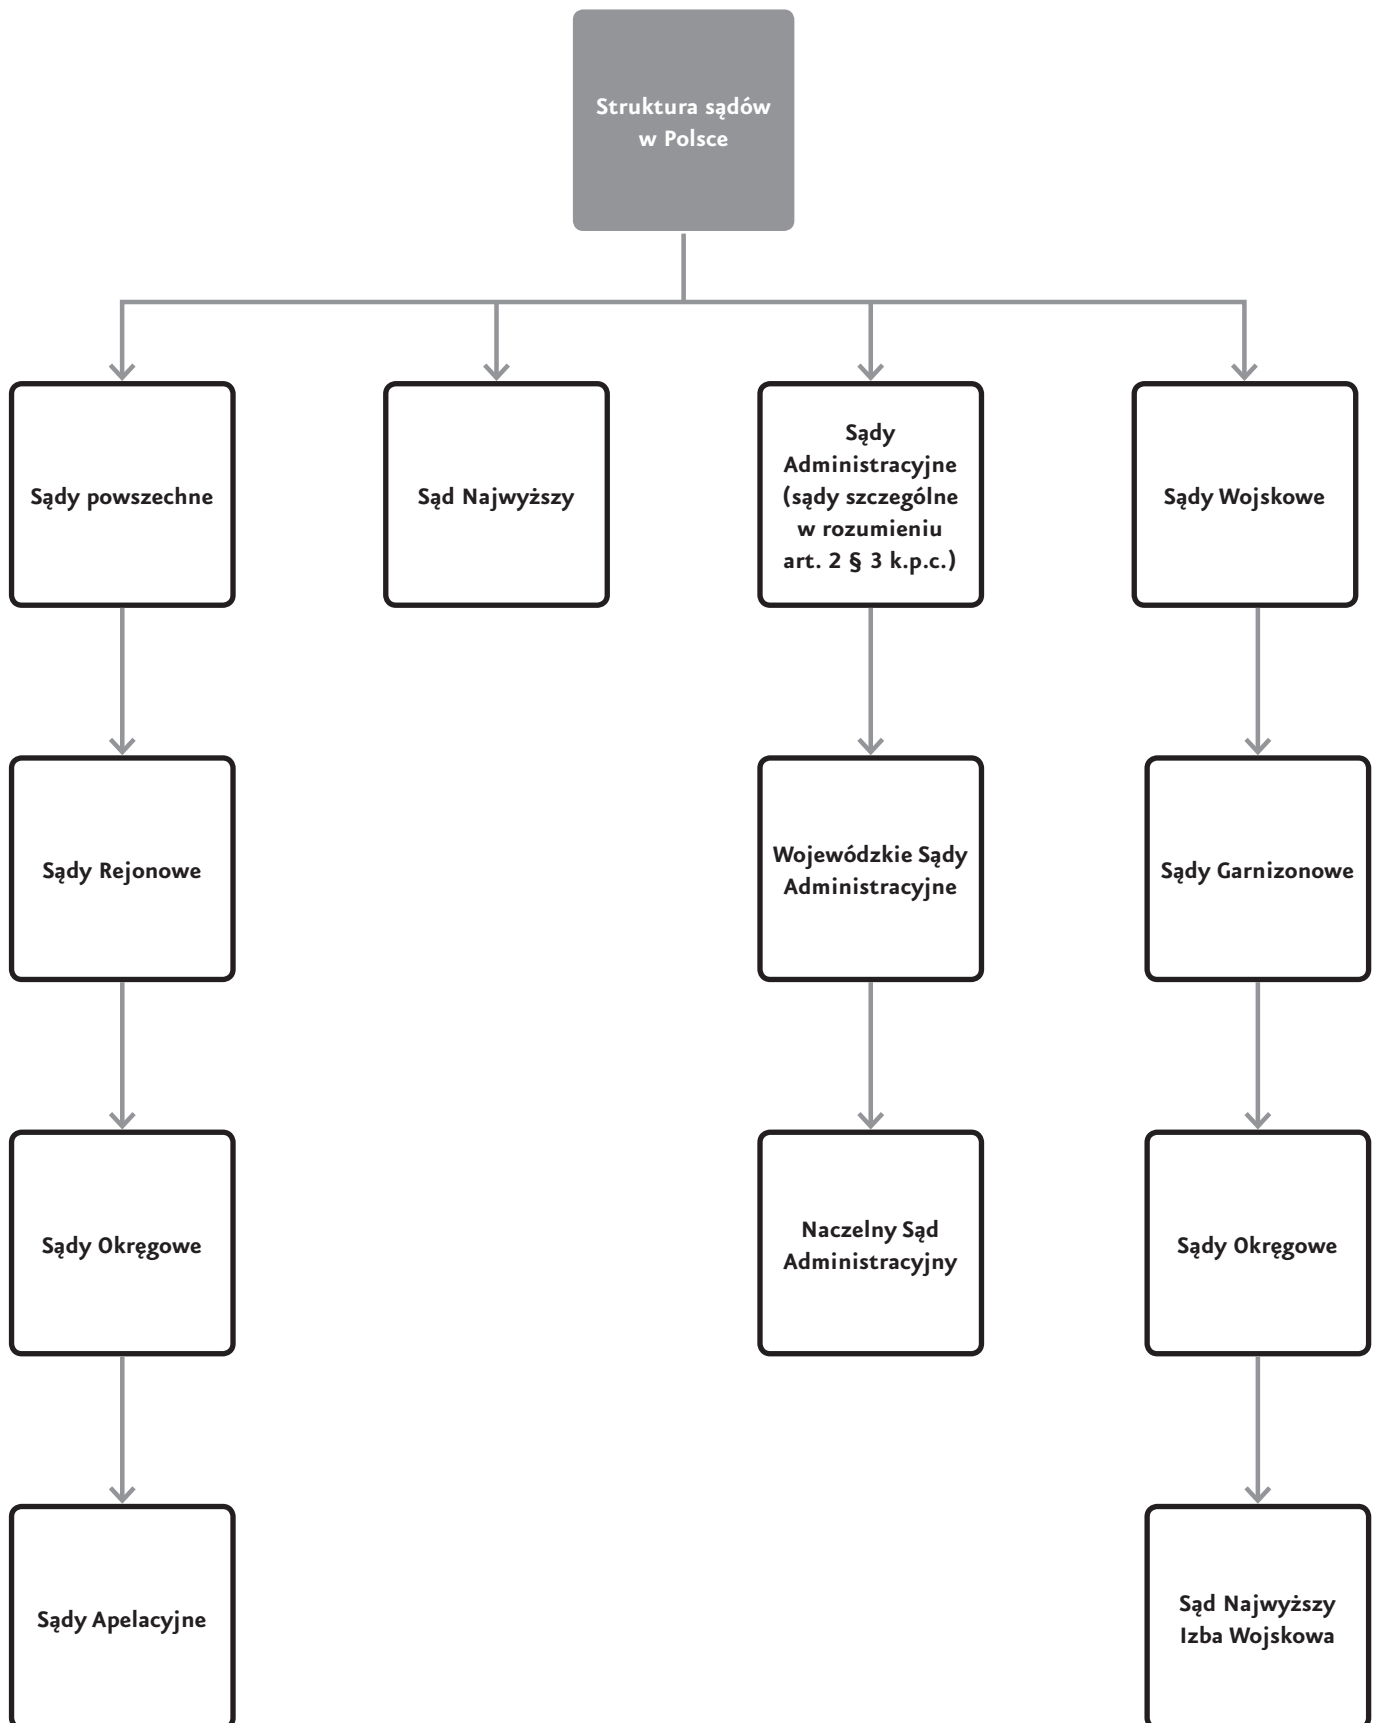 Struktura sądów
w Polsce
Sądy powszechne
Sąd Najwyższy
Sądy
Administracyjne
(sądy szczególne
w rozumieniu
art. 2 § 3 k.p.c.)
Sądy Wojskowe
Sądy Rejonowe
Wojewódzkie Sądy
Administracyjne
Sądy Garnizonowe
Sądy Okręgowe
Naczelny Sąd
Administracyjny
Sądy Okręgowe
Sądy Apelacyjne
Sąd Najwyższy
Izba Wojskowa